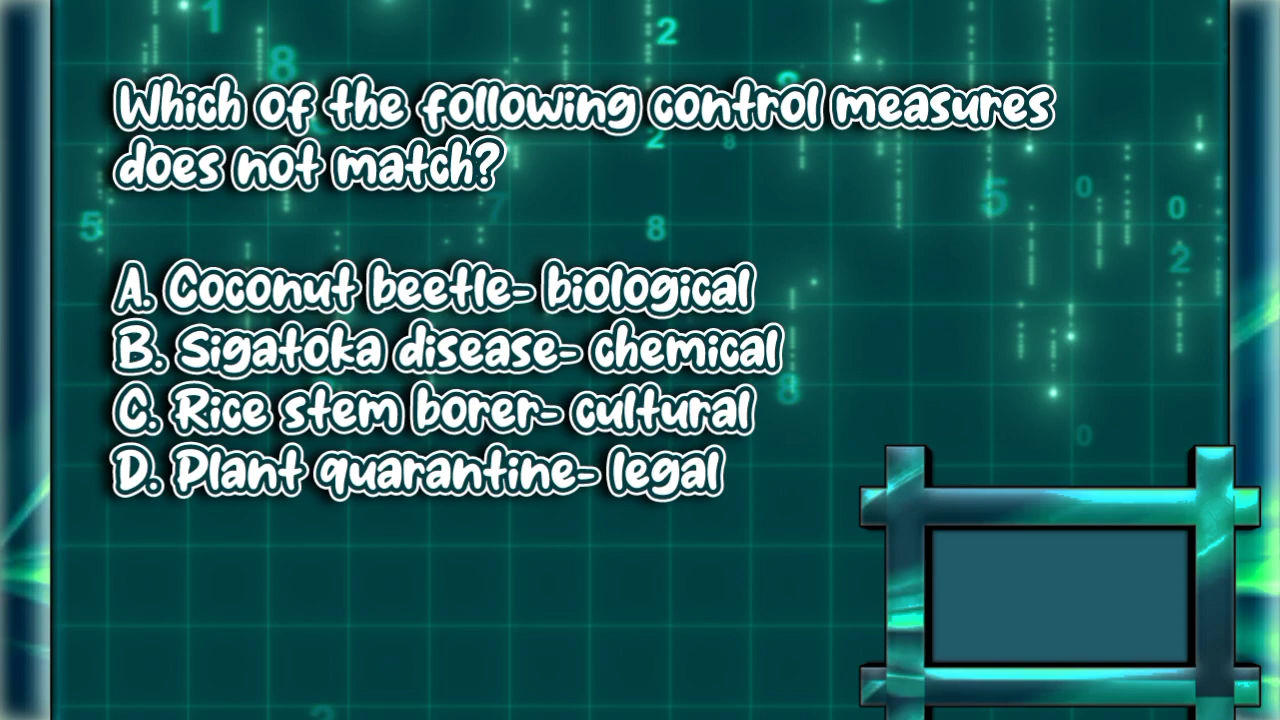 Which of the following control measures
does not match?
A. Coconut beetle- biological
B. Sigatoka disease- chemical
C. Rice stem borer- cultural
D. Plant quarantine- legal